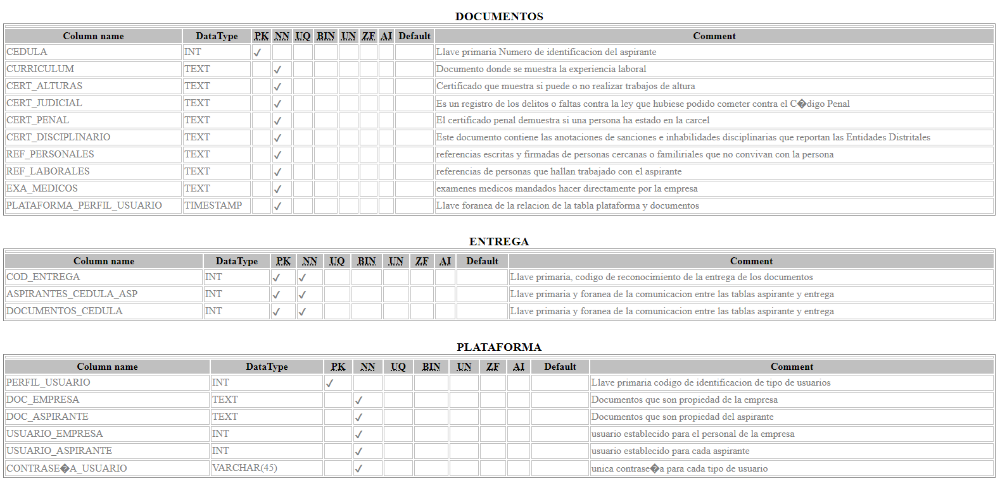 DOCUMENTOS
Column name DataType PK NN UQ BIN UN ZF AI Default Comment
CEDULA INT ✓ Llave primaria Numero de identificacion del aspirante
CURRICULUM TEXT ✓ Documento donde se muestra la experiencia laboral
CERT_ALTURAS TEXT ✓ Certificado que muestra si puede o no realizar trabajos de altura
CERT_JUDICIAL TEXT ✓ Es un registro de los delitos o faltas contra la ley que hubiese podido cometer contra el C�digo Penal
CERT_PENAL TEXT ✓ El certificado penal demuestra si una persona ha estado en la carcel
CERT_DISCIPLINARIO TEXT ✓ Este documento contiene las anotaciones de sanciones e inhabilidades disciplinarias que reportan las Entidades Distritales
REF_PERSONALES TEXT ✓ referencias escritas y firmadas de personas cercanas o familiriales que no convivan con la persona
REF_LABORALES TEXT ✓ referencias de personas que hallan trabajado con el aspirante
EXA_MEDICOS TEXT ✓ examenes medicos mandados hacer directamente por la empresa
PLATAFORMA_PERFIL_USUARIO TIMESTAMP ✓ Llave foranea de la relacion de la tabla plataforma y documentos
ENTREGA
Column name DataType PK NN UQ BIN UN ZF AI Default Comment
COD_ENTREGA INT ✓ ✓ Llave primaria, codigo de reconocimiento de la entrega de los documentos
ASPIRANTES_CEDULA_ASP INT ✓ ✓ Llave primaria y foranea de la comunicacion entre las tablas aspirante y entrega
DOCUMENTOS_CEDULA INT ✓ ✓ Llave primaria y foranea de la comunicacion entre las tablas aspirante y entrega
PLATAFORMA
Column name DataType PK NN UQ BIN UN ZF AI Default Comment
PERFIL_USUARIO INT ✓ Llave primaria codigo de identificacion de tipo de usuarios
DOC_EMPRESA TEXT ✓ Documentos que son propiedad de la empresa
DOC_ASPIRANTE TEXT ✓ Documentos que son propiedad del aspirante
USUARIO_EMPRESA INT ✓ usuario establecido para el personal de la empresa
USUARIO_ASPIRANTE INT ✓ usuario establecido para cada aspirante
CONTRASE�A_USUARIO VARCHAR(45) ✓ unica contrase�a para cada tipo de usuario